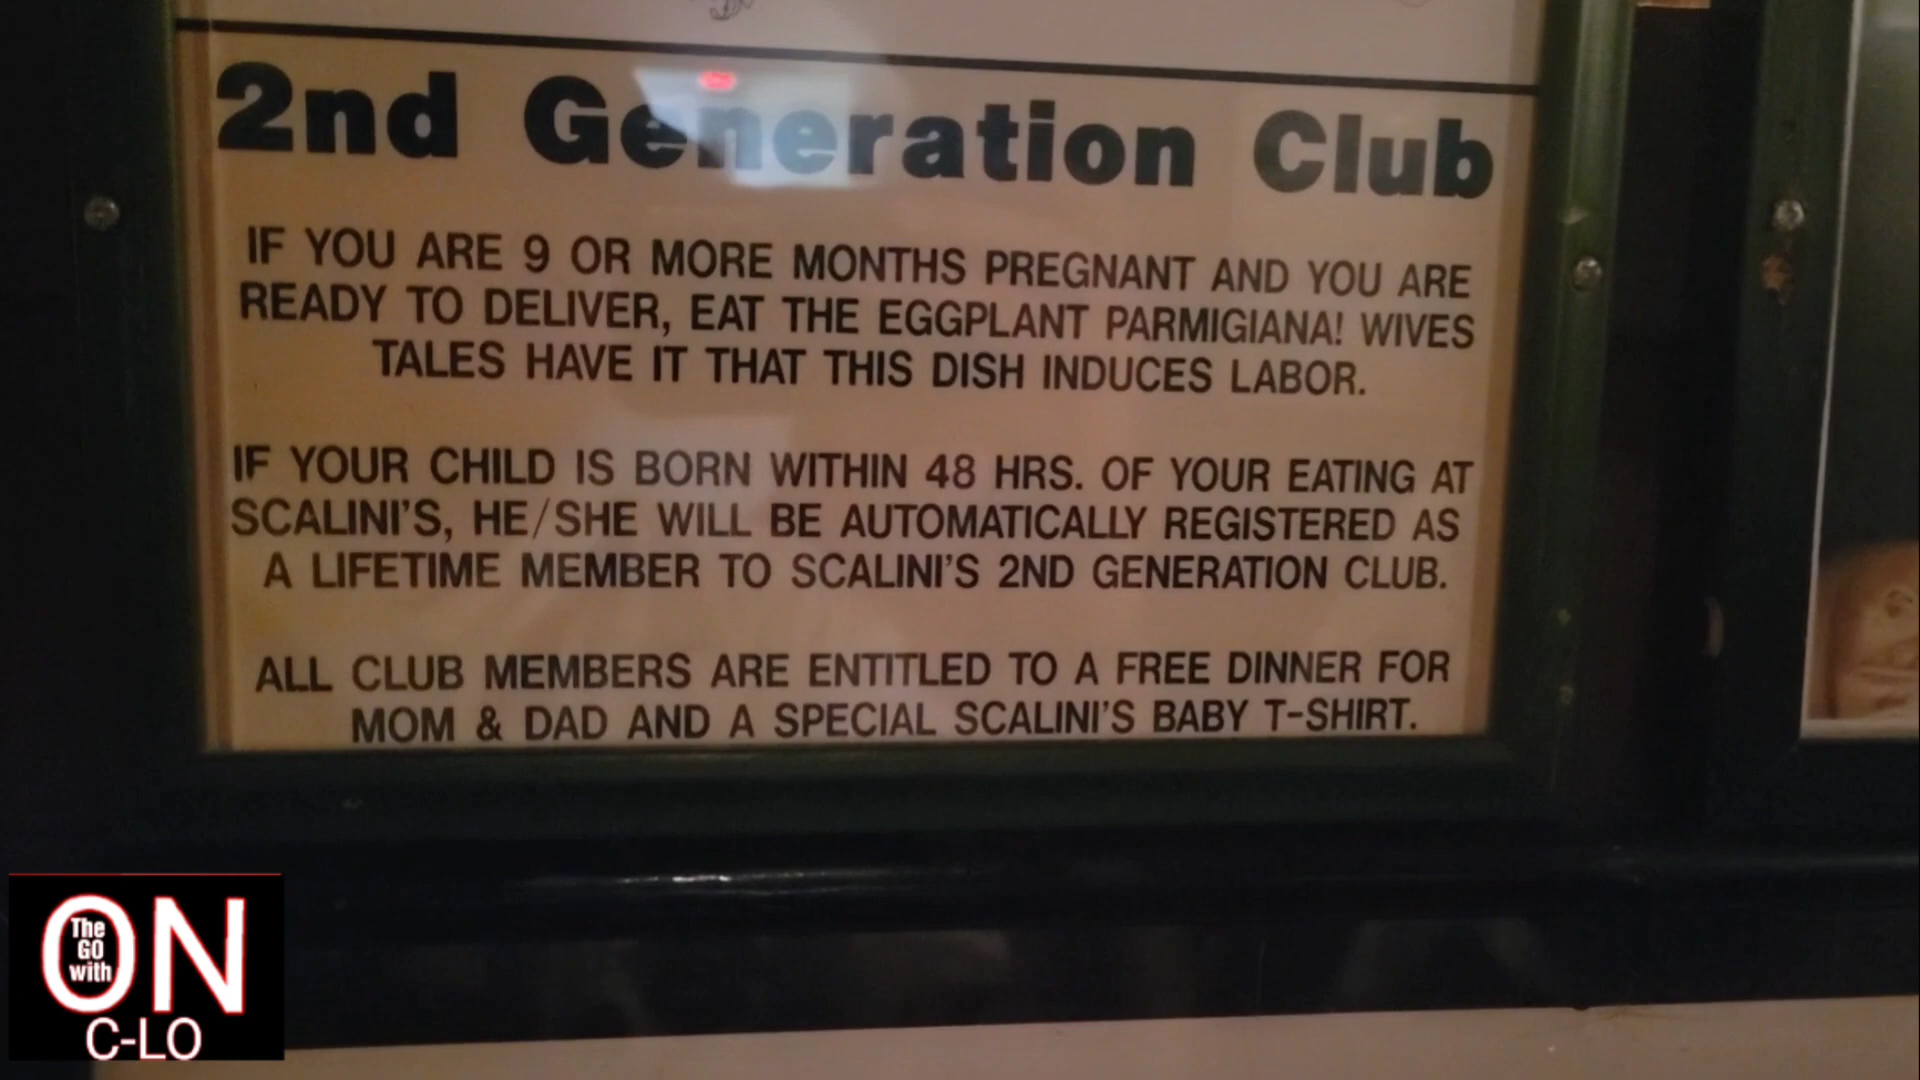 2nd Generation Club
IF YOU ARE 9 OR MORE MONTHS PREGNANT AND YOU ARE
READY TO DELIVER, EAT THE EGGPLANT PARMIGIANA! WIVES
TALES HAVE IT THAT THIS DISH INDUCES LABOR.
IF YOUR CHILD IS BORN WITHIN 48 HRS. OF YOUR EATING AT
SCALINI'S, HE/SHE WILL BE AUTOMATICALLY REGISTERED AS
A LIFETIME MEMBER TO SCALINI'S 2ND GENERATION CLUB.
ALL CLUB MEMBERS ARE ENTITLED TO A FREE DINNER FOR
MOM & DAD AND A SPECIAL SCALINI'S BABY T-SHIRT.
ON
The
GO
with
C-LO